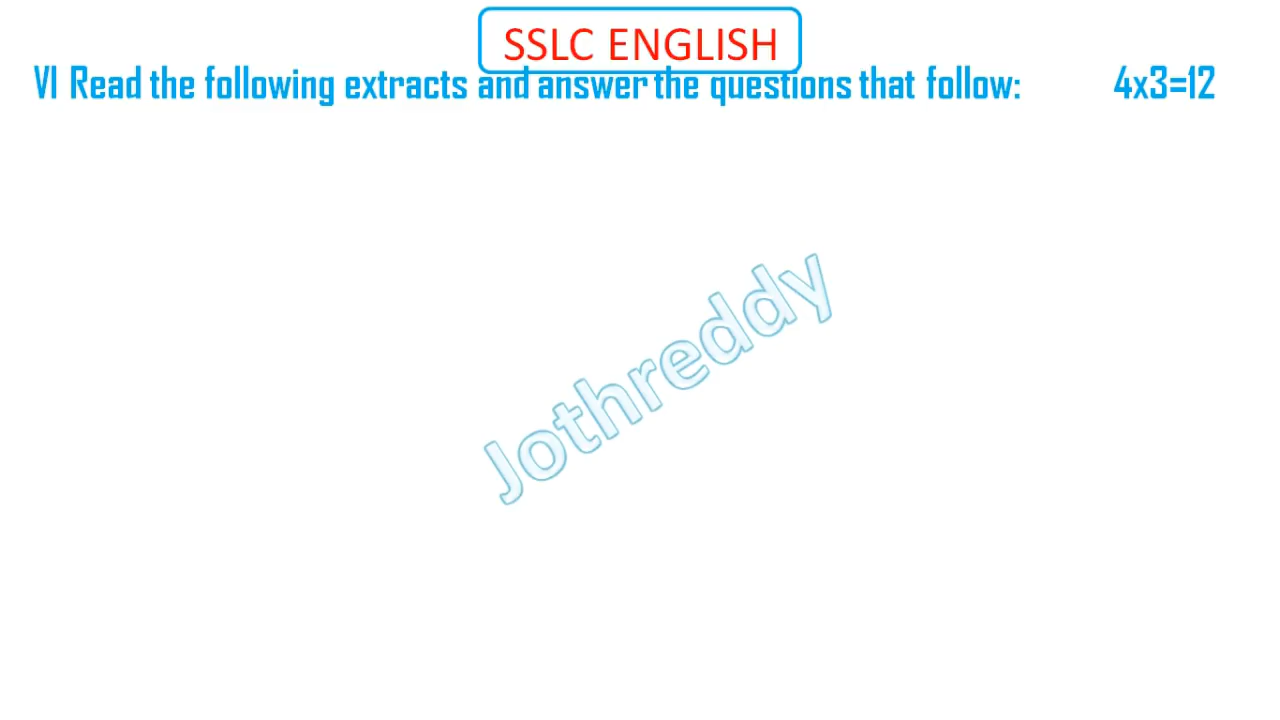 SSLC ENGLISH
VI Read the following extracts and answer the questions that follow: 4x3=12
Jothreddy